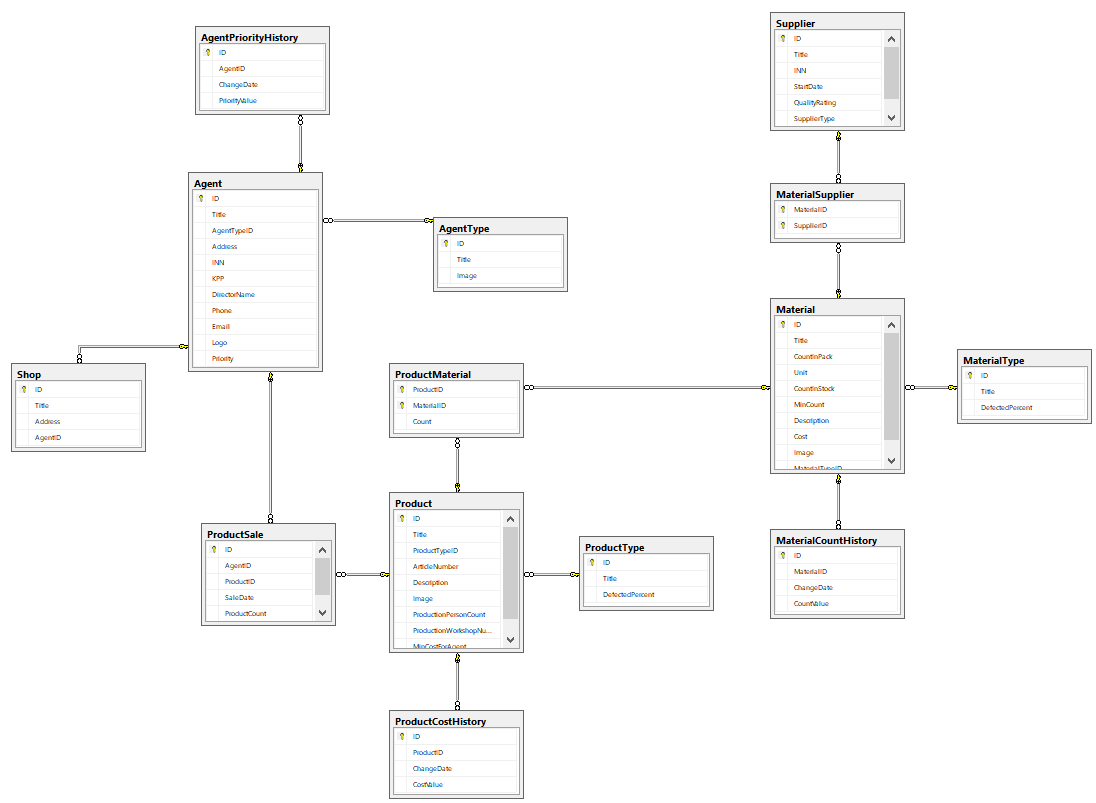 AgentPriorityHistory
ID
AgentID
ChangeDate
PriorityValue
Supplier
ID
Title
INN
StartDate
QualityRating
SupplierType
Agent
ID
Title
AgentTypeID
Address
INN
KPP
DirectorName
Phone
Email
Logo
Priority
AgentType
ID
Title
Image
MaterialSupplier
MaterialID
SupplierID
Material
ID
Title
CountInPack
Unit
CountInStock
MinCount
Description
Cost
Image
MaterialTypeID
MaterialType
ID
Title
DefectedPercent
Shop
ID
Title
Address
AgentID
ProductMaterial
ProductID
MaterialID
Count
Product
ID
Title
ProductTypeID
ArticleNumber
Description
Image
ProductionPersonCount
ProductionWorkshopNu...
MinCostForAgent
ProductSale
ID
AgentID
ProductID
SaleDate
ProductCount
ProductType
ID
Title
DefectedPercent
MaterialCountHistory
ID
MaterialID
ChangeDate
CountValue
ProductCostHistory
ID
ProductID
ChangeDate
CostValue